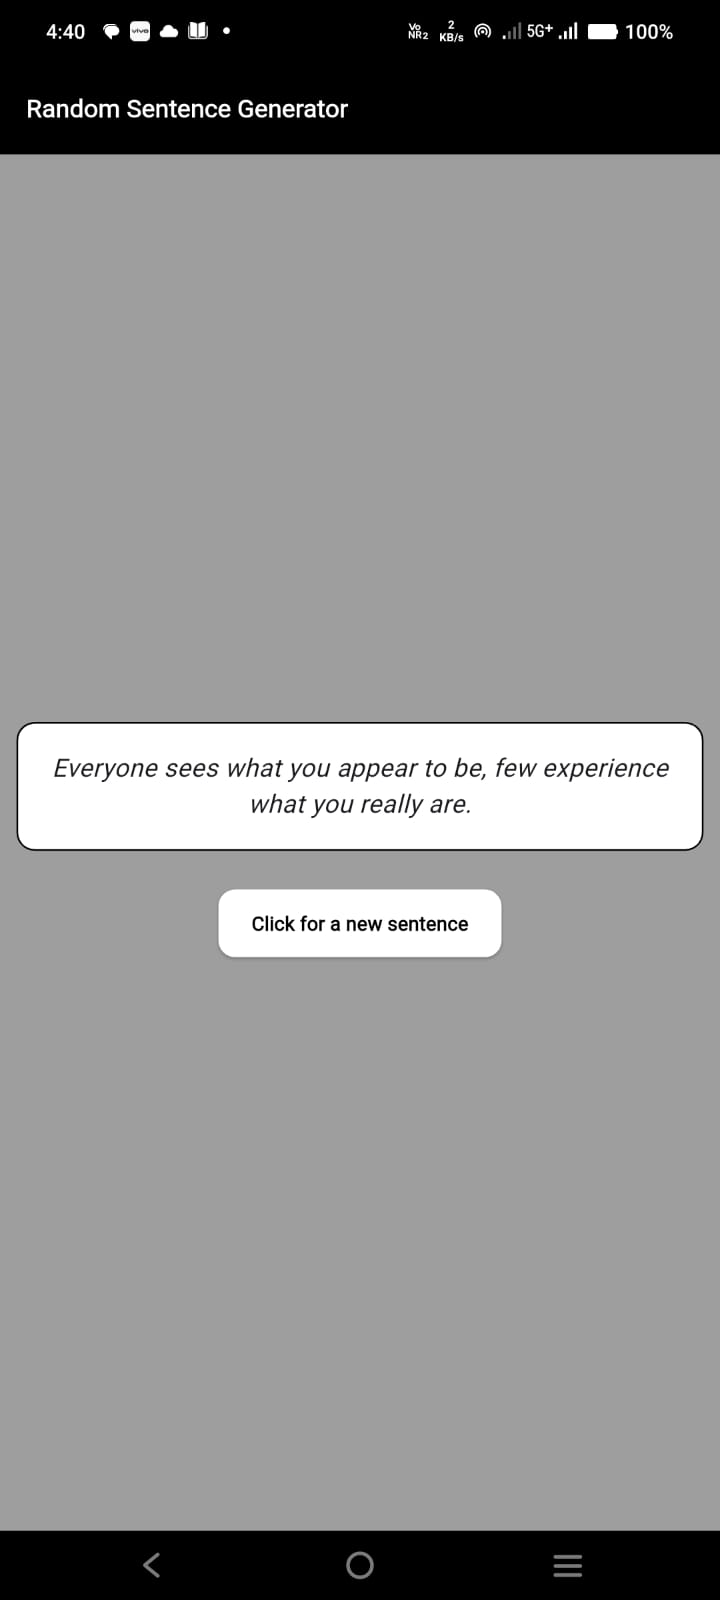 4:40 vivo Vo NR2 2 KB/s 5G+ 100%
Random Sentence Generator
Everyone sees what you appear to be, few experience
what you really are.
Click for a new sentence